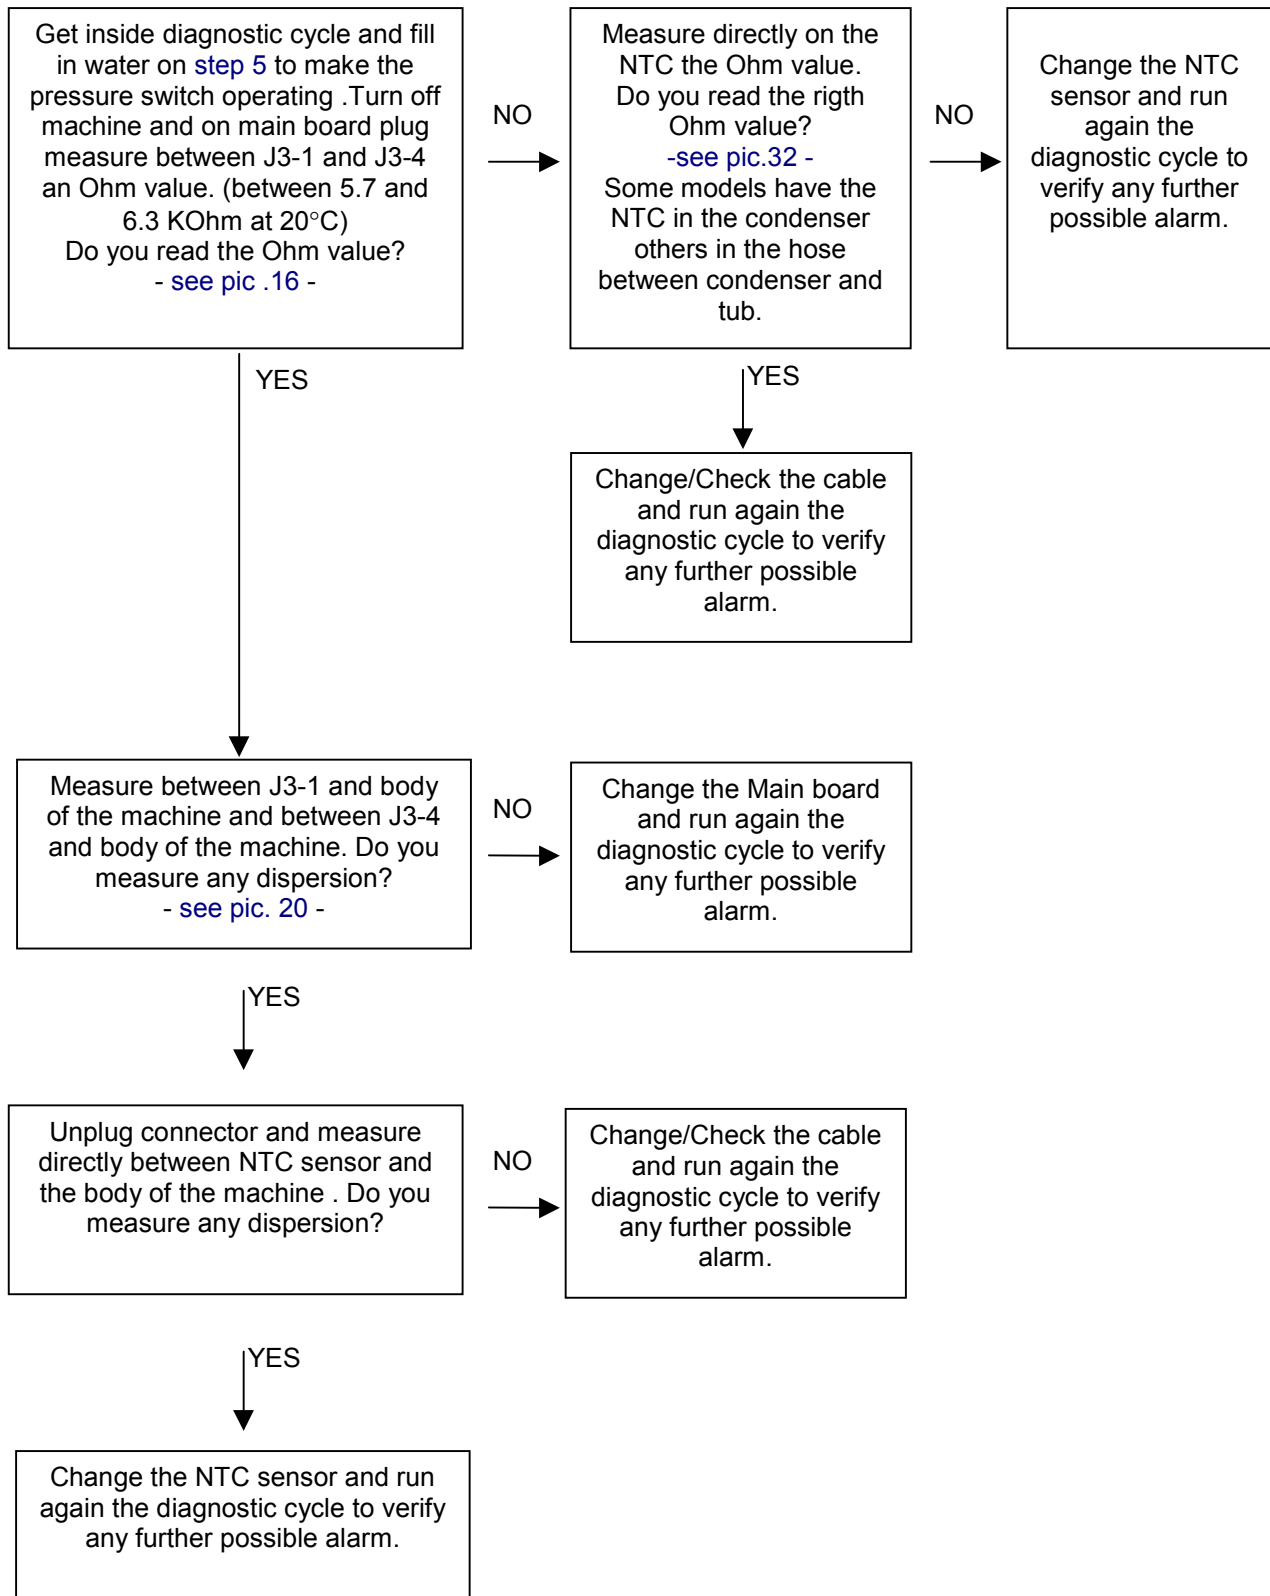 Get inside diagnostic cycle and fill
in water on step 5 to make the
pressure switch operating .Turn off
machine and on main board plug
measure between J3-1 and J3-4
an Ohm value. (between 5.7 and
6.3 KOhm at 20°C)
Do you read the Ohm value?
- see pic .16 -
NO
Measure directly on the
NTC the Ohm value.
Do you read the rigth
Ohm value?
-see pic.32 -
Some models have the
NTC in the condenser
others in the hose
between condenser and
tub.
NO
Change the NTC
sensor and run
again the
diagnostic cycle to
verify any further
possible alarm.
YES
YES
Change/Check the cable
and run again the
diagnostic cycle to verify
any further possible
alarm.
Measure between J3-1 and body
of the machine and between J3-4
and body of the machine. Do you
measure any dispersion?
- see pic. 20 -
NO
Change the Main board
and run again the
diagnostic cycle to verify
any further possible
alarm.
YES
Unplug connector and measure
directly between NTC sensor and
the body of the machine . Do you
measure any dispersion?
NO
Change/Check the cable
and run again the
diagnostic cycle to verify
any further possible
alarm.
YES
Change the NTC sensor and run
again the diagnostic cycle to verify
any further possible alarm.